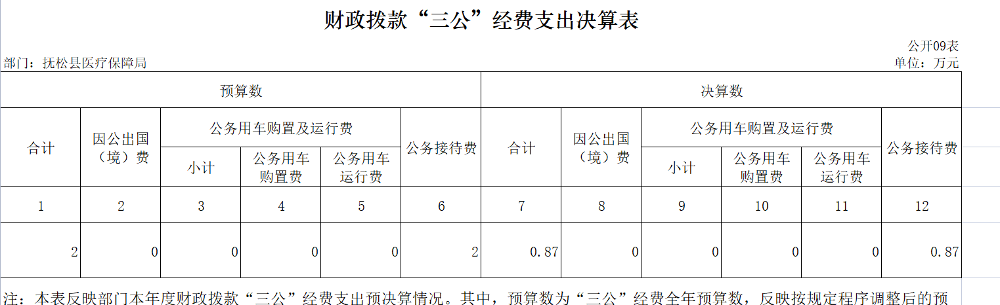 财政拨款“三公”经费支出决算表
公开09表
部门：抚松县医疗保障局 单位：万元
预算数 决算数
合计 因公出国（境）费 公务用车购置及运行费 公务接待费 合计 因公出国（境）费 公务用车购置及运行费 公务接待费
小计 公务用车购置费 公务用车运行费 小计 公务用车购置费 公务用车运行费
1 2 3 4 5 6 7 8 9 10 11 12
2 0 0 0 0 2 0.87 0 0 0 0 0.87
注：本表反映部门本年度财政拨款“三公”经费支出预决算情况。其中，预算数为“三公”经费全年预算数，反映按规定程序调整后的预